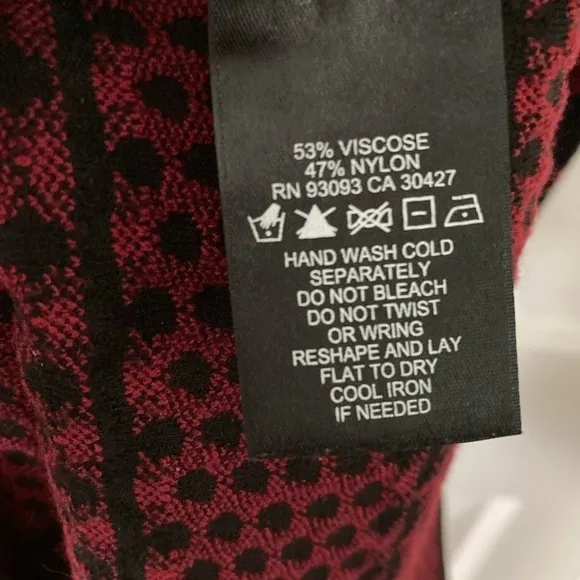 53% VISCOSE
47% NYLON
RN 93093 CA 30427
HAND WASH COLD
SEPARATELY
DO NOT BLEACH
DO NOT TWIST
OR WRING
RESHAPE AND LAY
FLAT TO DRY
COOL IRON
IF NEEDED